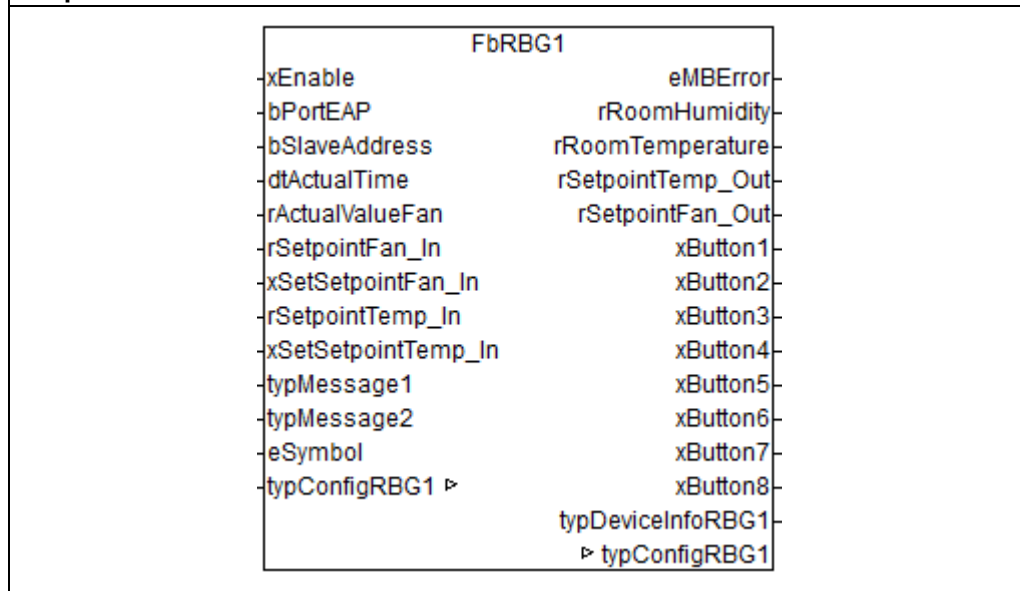 FbRBG1
xEnable eMBError
bPortEAP rRoomHumidity
bSlaveAddress rRoomTemperature
dtActualTime rSetpointTemp_Out
rActualValueFan rSetpointFan_Out
rSetpointFan_In xButton1
xSetSetpointFan_In xButton2
rSetpointTemp_In xButton3
xSetSetpointTemp_In xButton4
typMessage1 xButton5
typMessage2 xButton6
eSymbol xButton7
typConfigRBG1 ▹ xButton8
typDeviceInfoRBG1
▹ typConfigRBG1